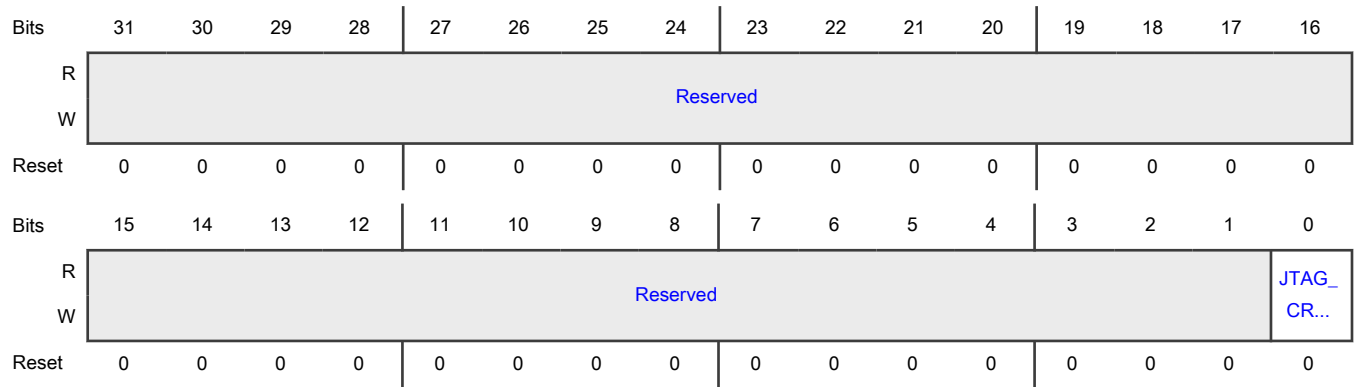 Bits 31 30 29 28 27 26 25 24 23 22 21 20 19 18 17 16
R
Reserved
W
Reset 0 0 0 0 0 0 0 0 0 0 0 0 0 0 0 0
Bits 15 14 13 12 11 10 9 8 7 6 5 4 3 2 1 0
R JTAG_
Reserved
W CR...
Reset 0 0 0 0 0 0 0 0 0 0 0 0 0 0 0 0